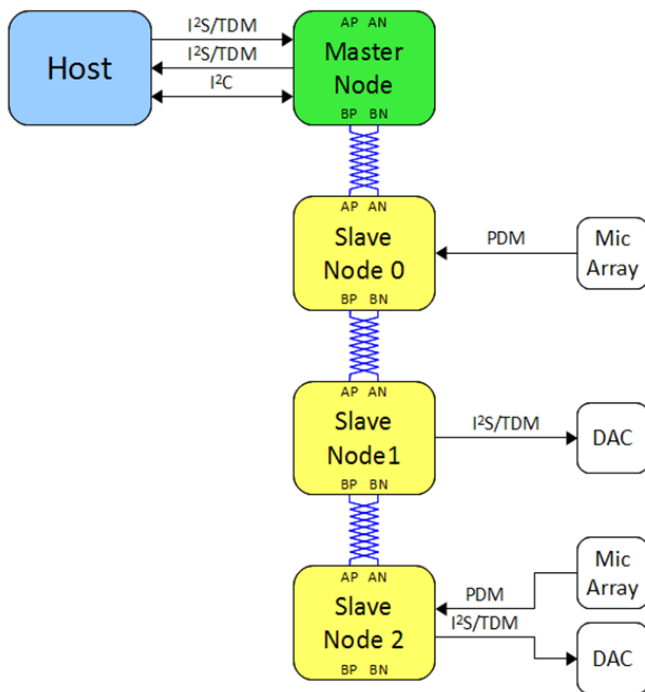 Host
I²S/TDM
I²S/TDM
I²C
AP AN
Master
Node
BP BN
AP AN
Slave
Node 0
BP BN
PDM
Mic
Array
AP AN
Slave
Node1
BP BN
I²S/TDM
DAC
AP AN
Slave
Node 2
BP BN
PDM
I²S/TDM
Mic
Array
DAC